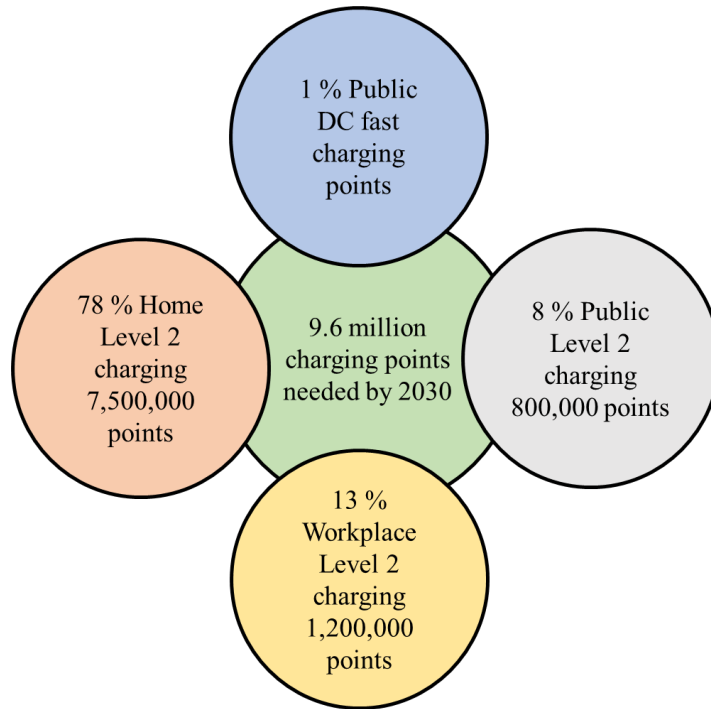 1 % Public
DC fast
charging
points
78 % Home
Level 2
charging
7,500,000
points
9.6 million
charging points
needed by 2030
8 % Public
Level 2
charging
800,000 points
13 %
Workplace
Level 2
charging
1,200,000
points